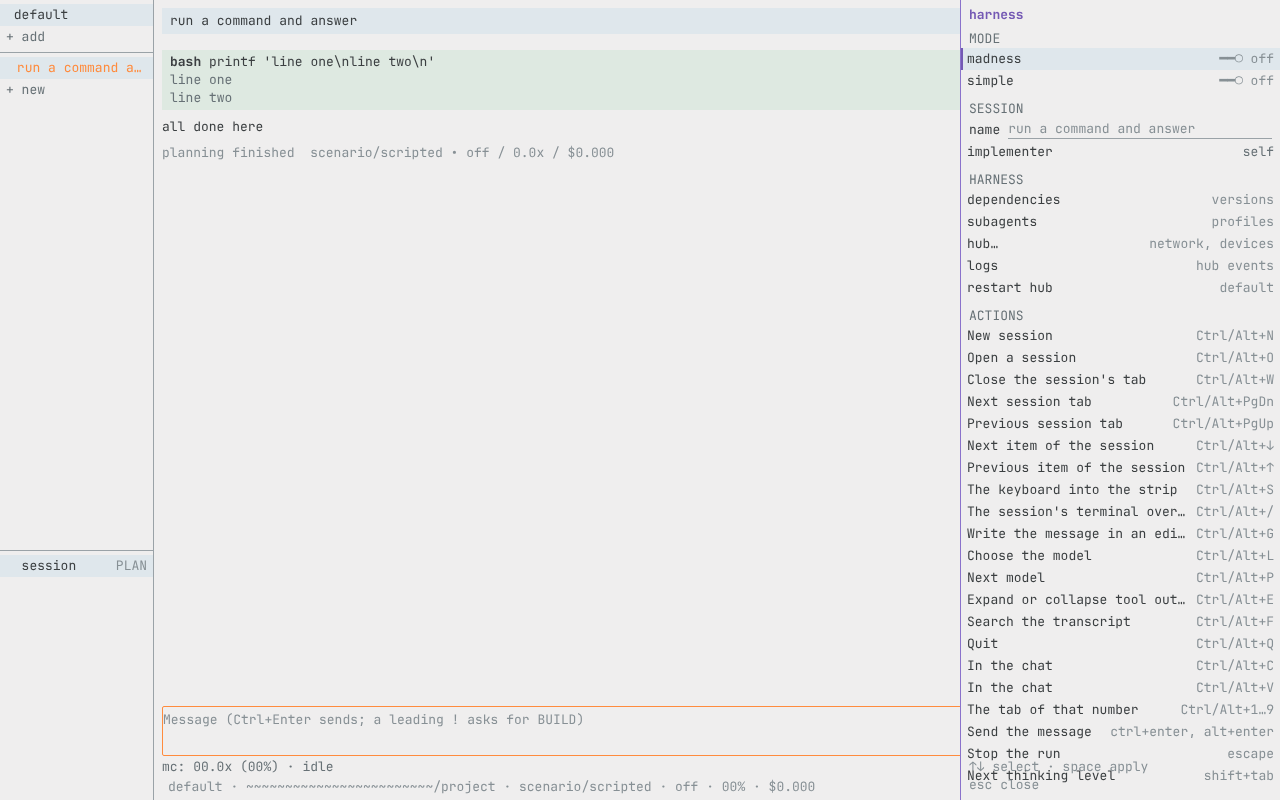 default
+ add
run a command a…
+ new
session PLAN
run a command and answer
bash printf 'line one\nline two\n'
line one
line two
all done here
planning finished scenario/scripted • off / 0.0x / $0.000
Message (Ctrl+Enter sends; a leading ! asks for BUILD)
mc: 00.0x (00%) · idle
default · ~~~~~~~~~~~~~~~~~~~~~~~~/project · scenario/scripted · off · 00% · $0.000
harness
MODE
madness off
simple off
SESSION
name run a command and answer
implementer self
HARNESS
dependencies versions
subagents profiles
hub… network, devices
logs hub events
restart hub default
ACTIONS
New session Ctrl/Alt+N
Open a session Ctrl/Alt+O
Close the session's tab Ctrl/Alt+W
Next session tab Ctrl/Alt+PgDn
Previous session tab Ctrl/Alt+PgUp
Next item of the session Ctrl/Alt+↓
Previous item of the session Ctrl/Alt+↑
The keyboard into the strip Ctrl/Alt+S
The session's terminal over… Ctrl/Alt+/
Write the message in an edi… Ctrl/Alt+G
Choose the model Ctrl/Alt+L
Next model Ctrl/Alt+P
Expand or collapse tool out… Ctrl/Alt+E
Search the transcript Ctrl/Alt+F
Quit Ctrl/Alt+Q
In the chat Ctrl/Alt+C
In the chat Ctrl/Alt+V
The tab of that number Ctrl/Alt+1…9
Send the message ctrl+enter, alt+enter
Stop the run escape
↑↓ select · space apply
Next thinking level shift+tab
esc close